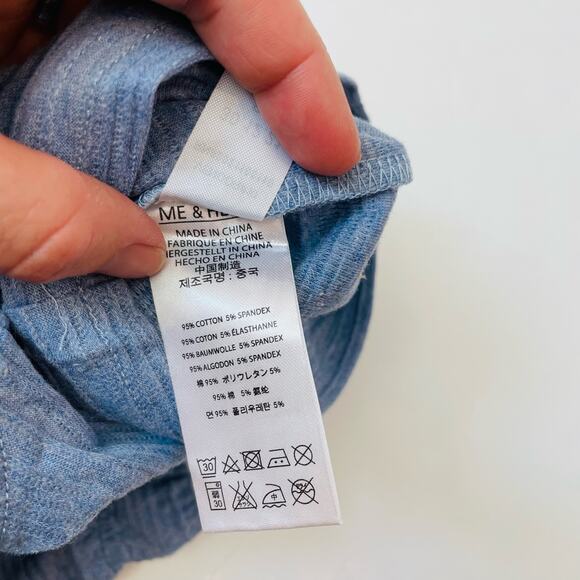 ME &
MADE IN CHINA
FABRIQUE EN CHINE
HERGESTELLT IN CHINA
HECHO EN CHINA
中国制造
제조국명 : 중국
95% COTTON 5% SPANDEX
95% COTON 5% ÉLASTHANNE
95% BAUMWOLLE 5% SPANDEX
95% ALGODON 5% SPANDEX
棉 95% ポリウレタン 5%
95% 棉 5% 氨纶
면 95% 폴리우레탄 5%
30
弱 中
30